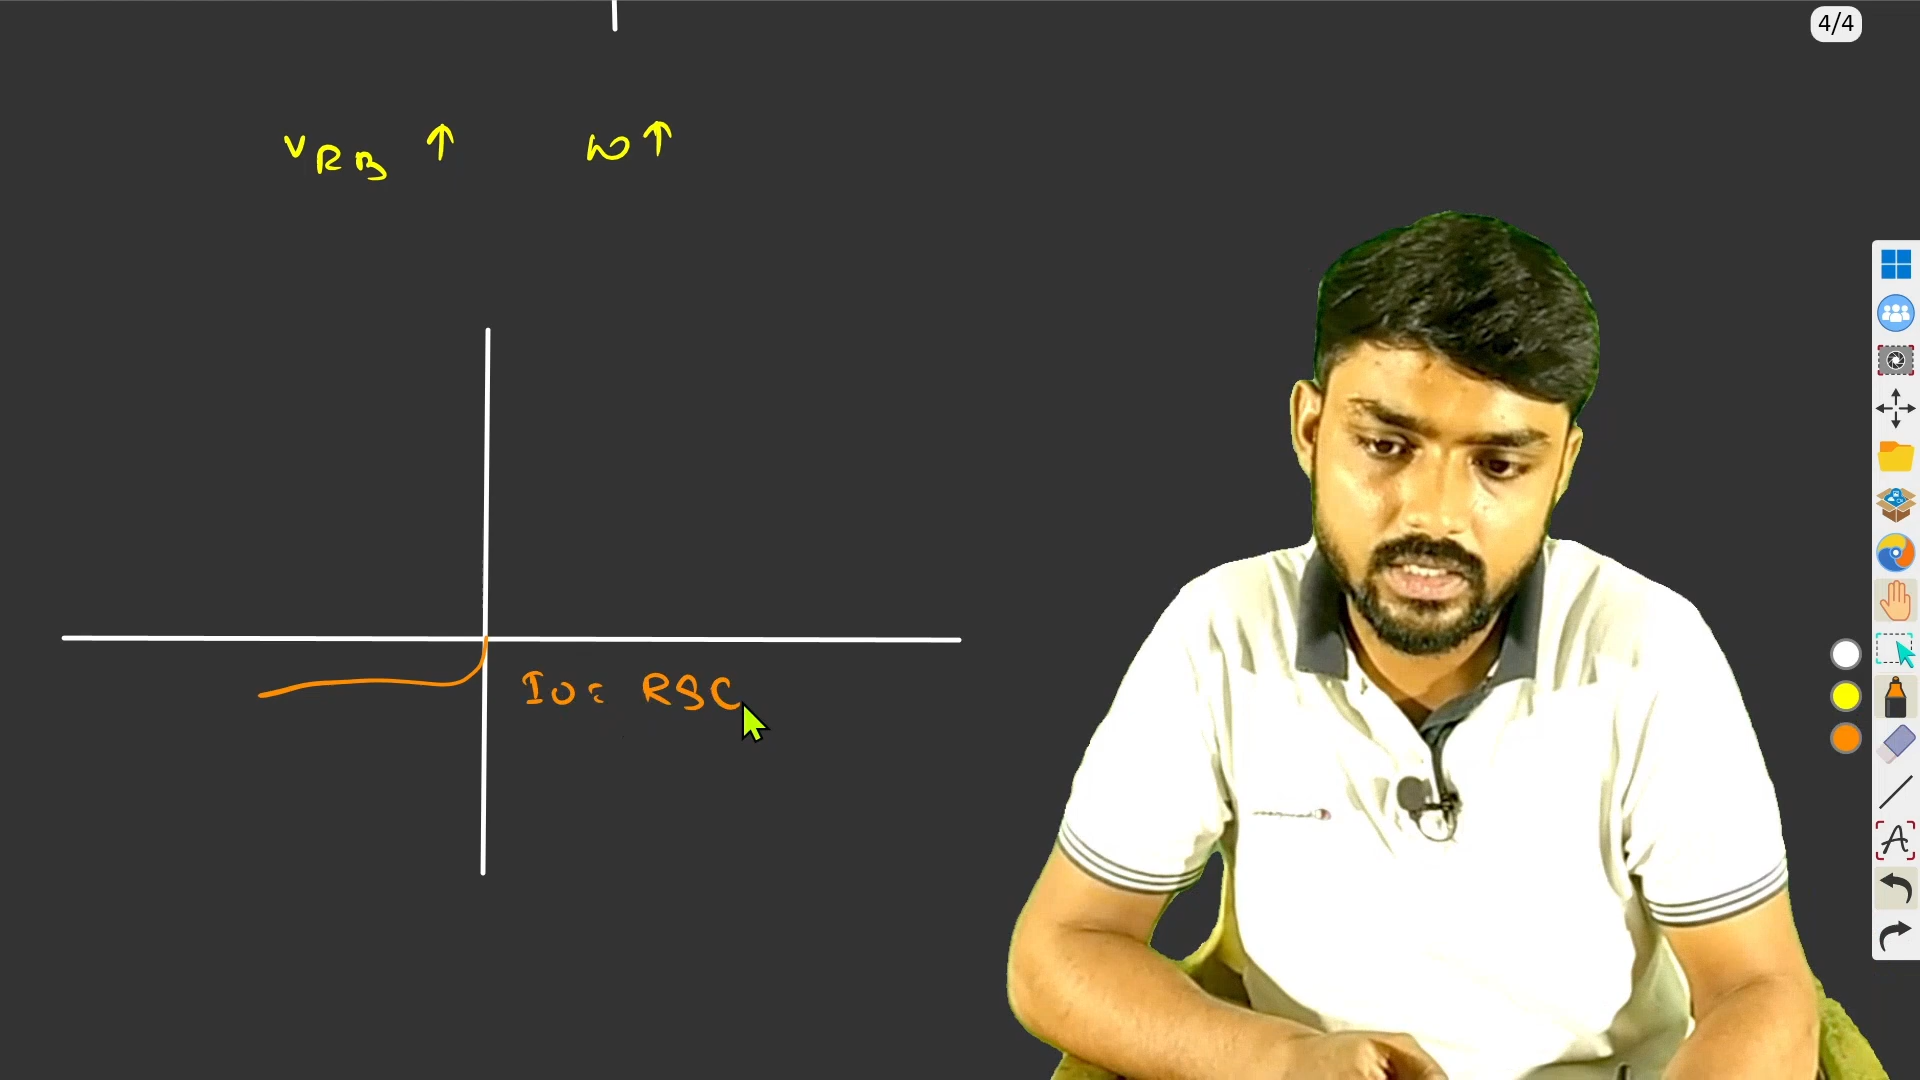 4/4
VRB ↑ W ↑
I0 = RSC